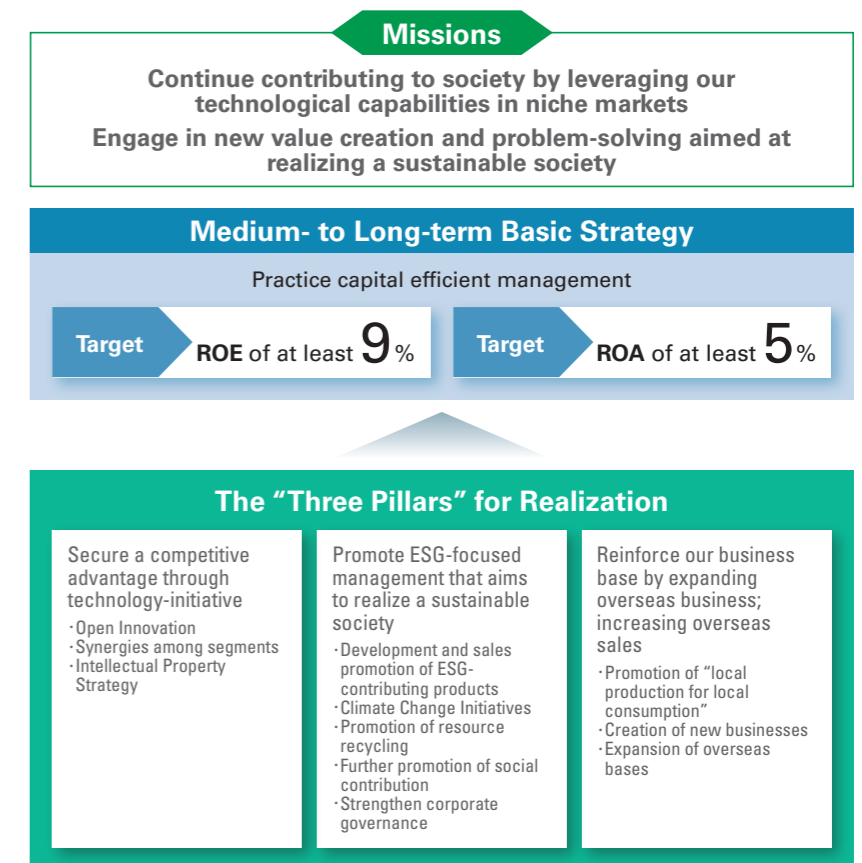 Missions
Continue contributing to society by leveraging our
technological capabilities in niche markets
Engage in new value creation and problem-solving aimed at
realizing a sustainable society
Medium- to Long-term Basic Strategy
Practice capital efficient management
Target
ROE of at least 9%
Target
ROA of at least 5%
The “Three Pillars” for Realization
Secure a competitive
advantage through
technology-initiative
·Open Innovation
·Synergies among segments
·Intellectual Property
Strategy
Promote ESG-focused
management that aims
to realize a sustainable
society
·Development and sales
promotion of ESG-
contributing products
·Climate Change Initiatives
·Promotion of resource
recycling
·Further promotion of social
contribution
·Strengthen corporate
governance
Reinforce our business
base by expanding
overseas business;
increasing overseas
sales
·Promotion of “local
production for local
consumption”
·Creation of new businesses
·Expansion of overseas
bases